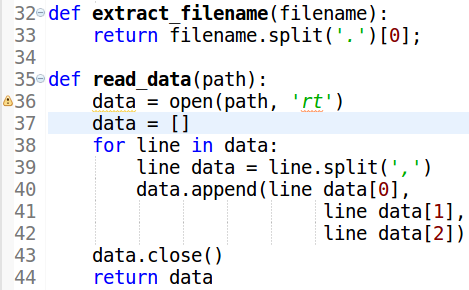 32 def extract_filename(filename):
33 return filename.split('.')[0];
34
35 def read_data(path):
36 data = open(path, 'rt')
37 data = []
38 for line in data:
39 line data = line.split(',')
40 data.append(line data[0],
41 line data[1],
42 line data[2])
43 data.close()
44 return data